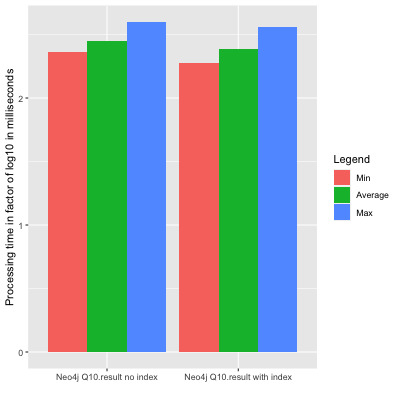 Processing time in factor of log10 in milliseconds
2
1
0
Neo4j Q10.result no index
Neo4j Q10.result with index
Legend
Min
Average
Max